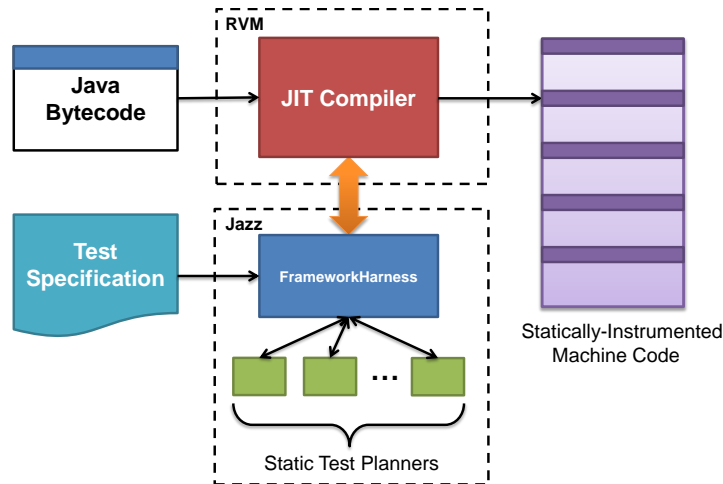 RVM
Java
Bytecode
JIT Compiler
Jazz
Test
Specification
FrameworkHarness
...
Statically-Instrumented
Machine Code
Static Test Planners